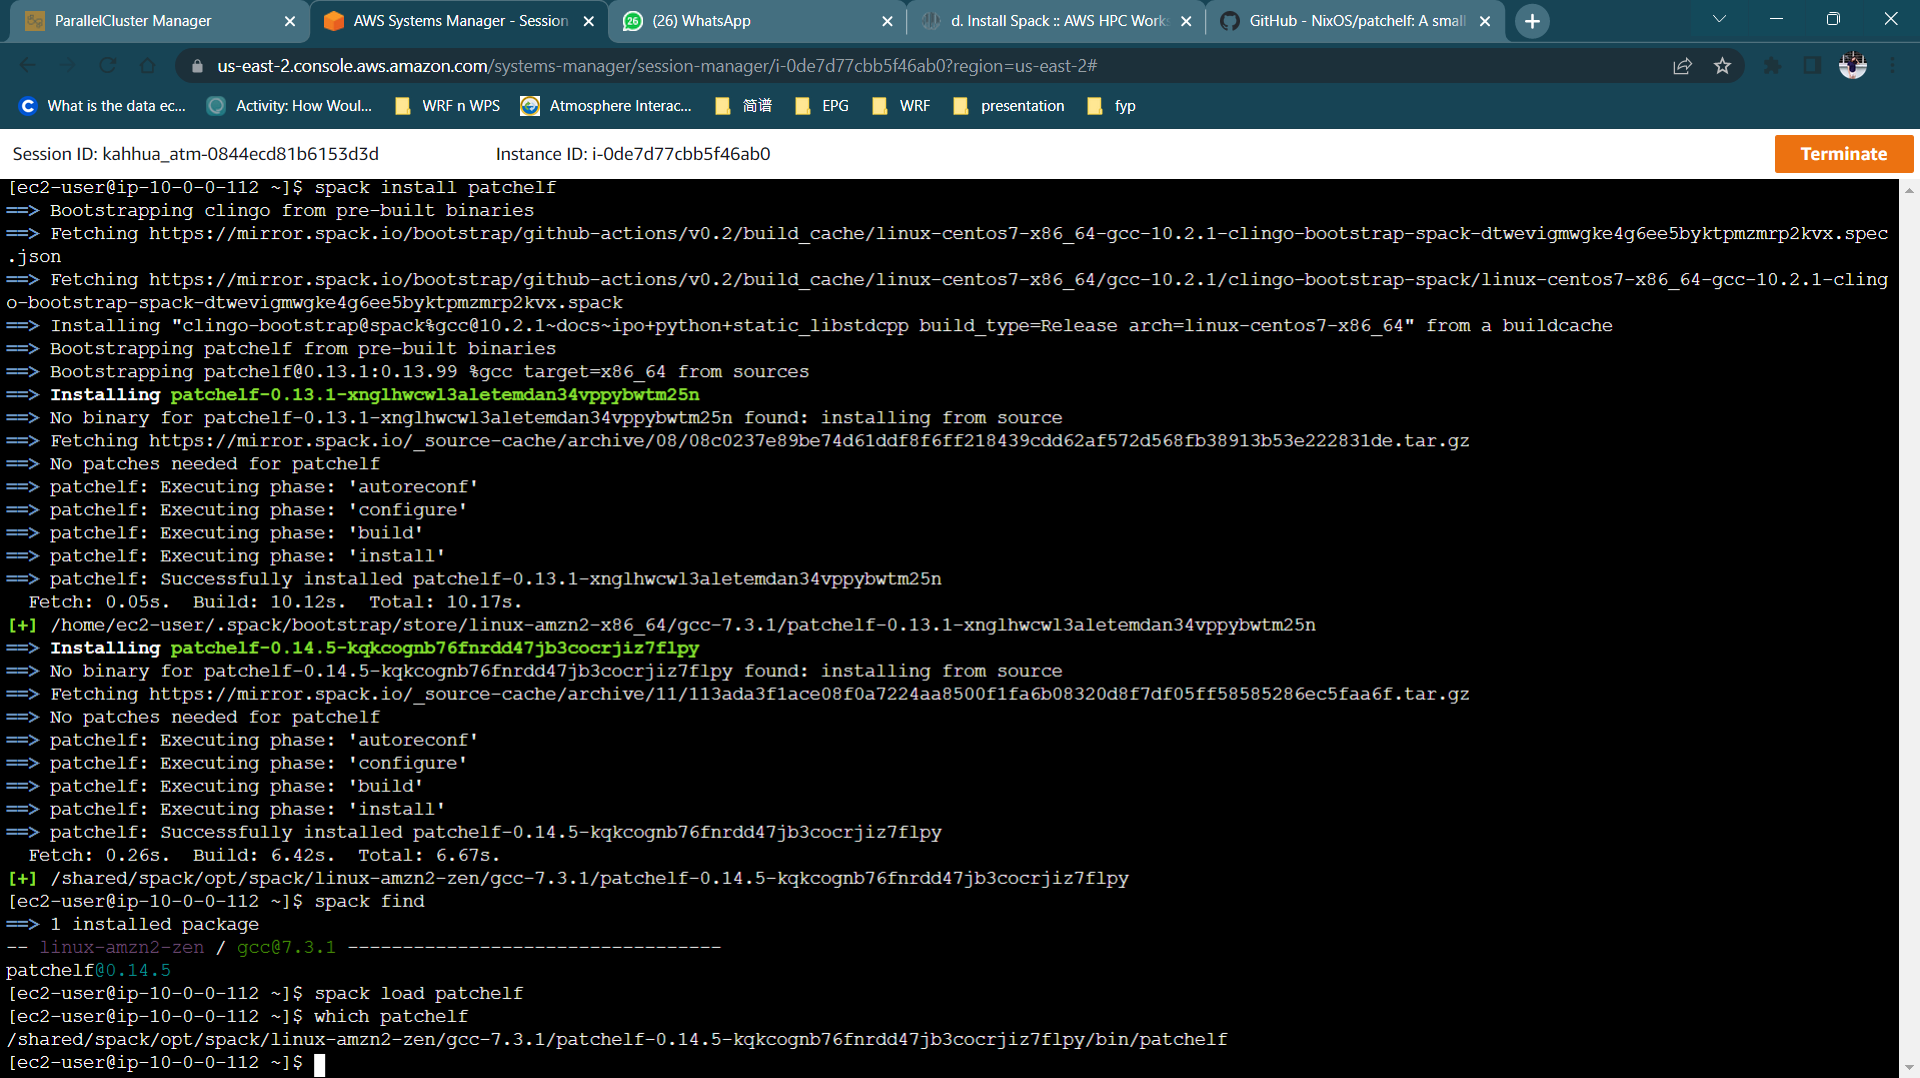 ParallelCluster Manager
AWS Systems Manager - Session
26
(26) WhatsApp
d. Install Spack :: AWS HPC Works
GitHub - NixOS/patchelf: A small
us-east-2.console.aws.amazon.com/systems-manager/session-manager/i-0de7d77cbb5f46ab0?region=us-east-2#
What is the data ec...
Activity: How Woul...
WRF n WPS
Atmosphere Interac...
简谱
EPG
WRF
presentation
fyp
Session ID: kahhua_atm-0844ecd81b6153d3d
Instance ID: i-0de7d77cbb5f46ab0
Terminate
[ec2-user@ip-10-0-0-112 ~]$ spack install patchelf
==> Bootstrapping clingo from pre-built binaries
==> Fetching https://mirror.spack.io/bootstrap/github-actions/v0.2/build_cache/linux-centos7-x86_64-gcc-10.2.1-clingo-bootstrap-spack-dtwevigmwgke4g6ee5byktpmzmrp2kvx.spec
.json
==> Fetching https://mirror.spack.io/bootstrap/github-actions/v0.2/build_cache/linux-centos7-x86_64/gcc-10.2.1/clingo-bootstrap-spack/linux-centos7-x86_64-gcc-10.2.1-cling
o-bootstrap-spack-dtwevigmwgke4g6ee5byktpmzmrp2kvx.spack
==> Installing "clingo-bootstrap@spack%gcc@10.2.1~docs~ipo+python+static_libstdcpp build_type=Release arch=linux-centos7-x86_64" from a buildcache
==> Bootstrapping patchelf from pre-built binaries
==> Bootstrapping patchelf@0.13.1:0.13.99 %gcc target=x86_64 from sources
==> Installing patchelf-0.13.1-xnglhwcwl3aletemdan34vppybwtm25n
==> No binary for patchelf-0.13.1-xnglhwcwl3aletemdan34vppybwtm25n found: installing from source
==> Fetching https://mirror.spack.io/_source-cache/archive/08/08c0237e89be74d61ddf8f6ff218439cdd62af572d568fb38913b53e222831de.tar.gz
==> No patches needed for patchelf
==> patchelf: Executing phase: 'autoreconf'
==> patchelf: Executing phase: 'configure'
==> patchelf: Executing phase: 'build'
==> patchelf: Executing phase: 'install'
==> patchelf: Successfully installed patchelf-0.13.1-xnglhwcwl3aletemdan34vppybwtm25n
  Fetch: 0.05s.  Build: 10.12s.  Total: 10.17s.
[+] /home/ec2-user/.spack/bootstrap/store/linux-amzn2-x86_64/gcc-7.3.1/patchelf-0.13.1-xnglhwcwl3aletemdan34vppybwtm25n
==> Installing patchelf-0.14.5-kqkcognb76fnrdd47jb3cocrjiz7flpy
==> No binary for patchelf-0.14.5-kqkcognb76fnrdd47jb3cocrjiz7flpy found: installing from source
==> Fetching https://mirror.spack.io/_source-cache/archive/11/113ada3f1ace08f0a7224aa8500f1fa6b08320d8f7df05ff58585286ec5faa6f.tar.gz
==> No patches needed for patchelf
==> patchelf: Executing phase: 'autoreconf'
==> patchelf: Executing phase: 'configure'
==> patchelf: Executing phase: 'build'
==> patchelf: Executing phase: 'install'
==> patchelf: Successfully installed patchelf-0.14.5-kqkcognb76fnrdd47jb3cocrjiz7flpy
  Fetch: 0.26s.  Build: 6.42s.  Total: 6.67s.
[+] /shared/spack/opt/spack/linux-amzn2-zen/gcc-7.3.1/patchelf-0.14.5-kqkcognb76fnrdd47jb3cocrjiz7flpy
[ec2-user@ip-10-0-0-112 ~]$ spack find
==> 1 installed package
-- linux-amzn2-zen / gcc@7.3.1 ----------------------------------
patchelf@0.14.5
[ec2-user@ip-10-0-0-112 ~]$ spack load patchelf
[ec2-user@ip-10-0-0-112 ~]$ which patchelf
/shared/spack/opt/spack/linux-amzn2-zen/gcc-7.3.1/patchelf-0.14.5-kqkcognb76fnrdd47jb3cocrjiz7flpy/bin/patchelf
[ec2-user@ip-10-0-0-112 ~]$